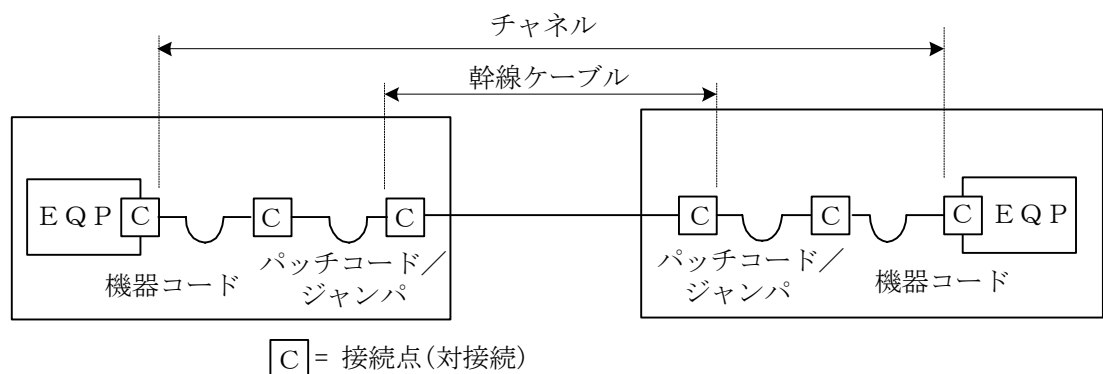 チャネル
幹線ケーブル
EQP C C C C C C EQP
機器コード
パッチコード/
ジャンパ
パッチコード/
ジャンパ
機器コード
C = 接続点(対接続)